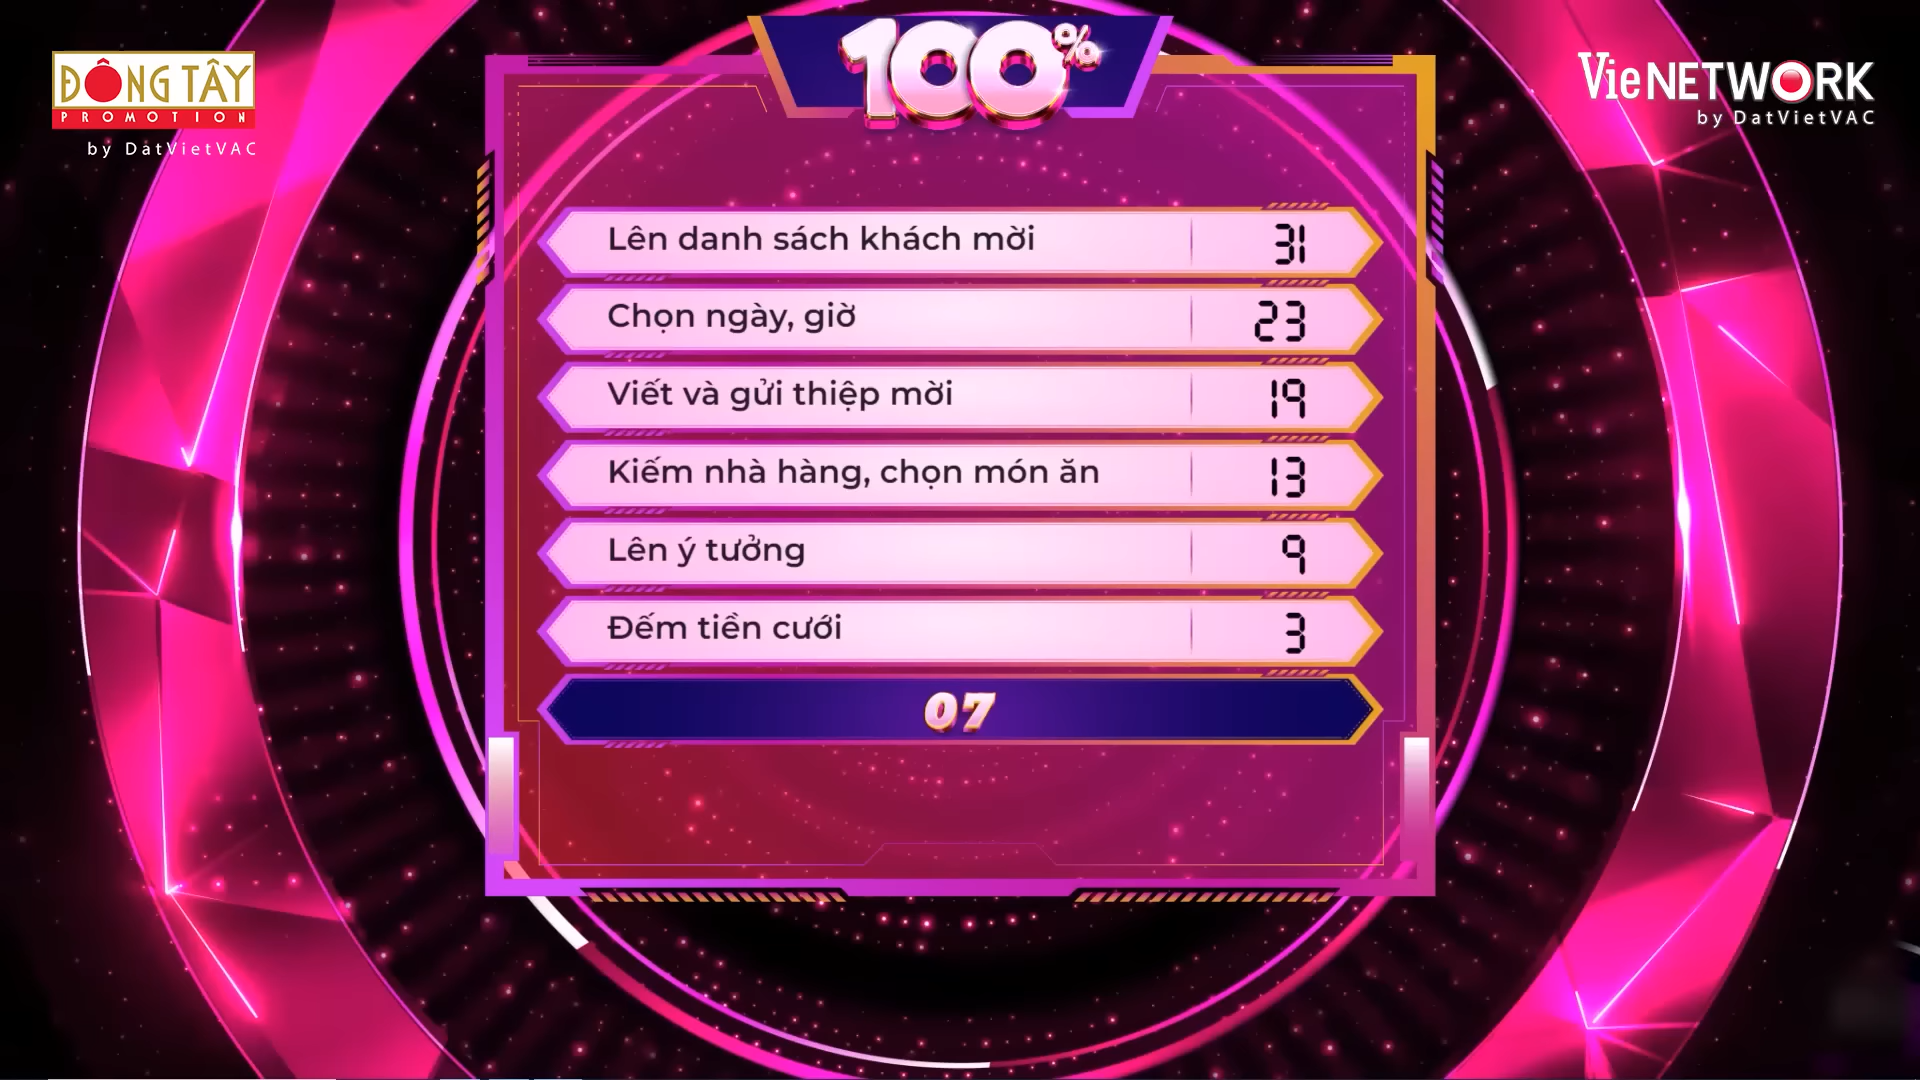 100%
ĐÔNG TÂY
PROMOTION
by DatVietVAC
VieNETWORK
by DatVietVAC
Lên danh sách khách mời 31
Chọn ngày, giờ 23
Viết và gửi thiệp mời 19
Kiếm nhà hàng, chọn món ăn 13
Lên ý tưởng 9
Đếm tiền cưới 3
07